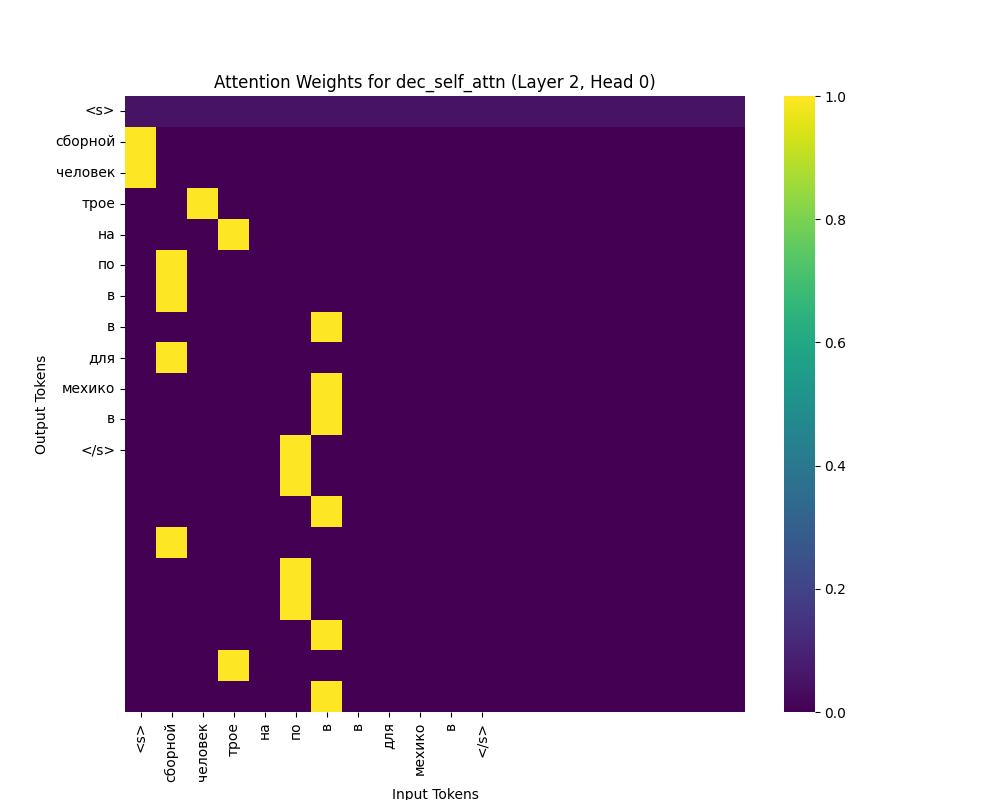 Attention Weights for dec_self_attn (Layer 2, Head 0)
Output Tokens
<s>
сборной
человек
трое
на
по
в
в
для
мехико
в
</s>
<s>
сборной
человек
трое
на
по
в
в
для
мехико
в
</s>
Input Tokens
1.0
0.8
0.6
0.4
0.2
0.0